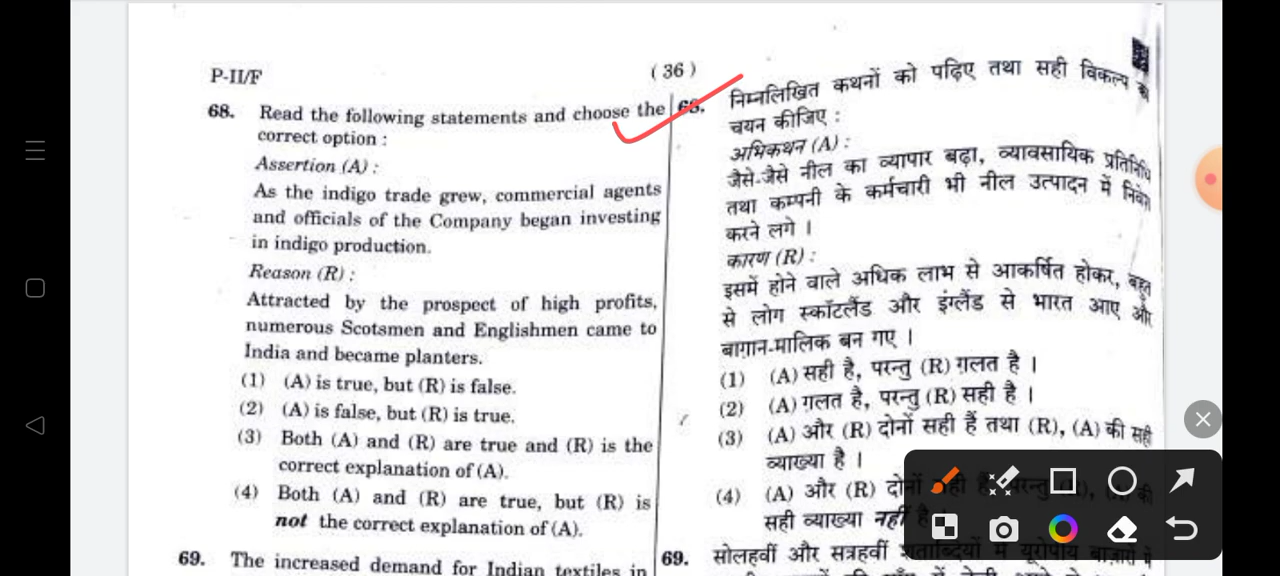 P-II/F
( 36 )
68. Read the following statements and choose the
correct option :
Assertion (A) :
As the indigo trade grew, commercial agents
and officials of the Company began investing
in indigo production.
Reason (R) :
Attracted by the prospect of high profits,
numerous Scotsmen and Englishmen came to
India and became planters.
(1) (A) is true, but (R) is false.
(2) (A) is false, but (R) is true.
(3) Both (A) and (R) are true and (R) is the
correct explanation of (A).
(4) Both (A) and (R) are true, but (R) is
not the correct explanation of (A).
69. The increased demand for Indian textiles in
68. निम्नलिखित कथनों को पढ़िए तथा सही विकल्प का
चयन कीजिए :
अभिकथन (A) :
जैसे-जैसे नील का व्यापार बढ़ा, व्यावसायिक प्रतिनिधि
तथा कम्पनी के कर्मचारी भी नील उत्पादन में निवेश
करने लगे ।
कारण (R) :
इसमें होने वाले अधिक लाभ से आकर्षित होकर, बहुत
से लोग स्कॉटलैंड और इंग्लैंड से भारत आए और
बाग़ान-मालिक बन गए ।
(1) (A) सही है, परन्तु (R) ग़लत है ।
(2) (A) ग़लत है, परन्तु (R) सही है ।
(3) (A) और (R) दोनों सही हैं तथा (R), (A) की सही
व्याख्या है ।
(4) (A) और (R) दोनों सही हैं, परन्तु (R), (A) की
सही व्याख्या नहीं है ।
69. सोलहवीं और सत्रहवीं शताब्दियों में यूरोपीय बाज़ारों में